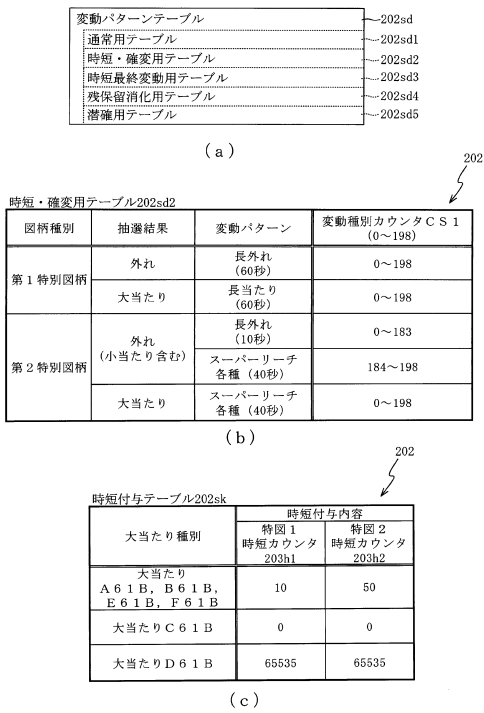 変動パターンテーブル 202sd
通常用テーブル 202sd1
時短・確変用テーブル 202sd2
時短最終変動用テーブル 202sd3
残保留消化用テーブル 202sd4
潜確用テーブル 202sd5
(a)
202
時短・確変用テーブル202sd2
図柄種別 抽選結果 変動パターン 変動種別カウンタCS1
(0～198)
第1特別図柄 外れ 長外れ
(60秒) 0～198
大当たり 長当たり
(60秒) 0～198
第2特別図柄 外れ
(小当たり含む) 長外れ
(10秒) 0～183
スーパーリーチ
各種(40秒) 184～198
大当たり スーパーリーチ
各種(40秒) 0～198
(b)
202
時短付与テーブル202sk
大当たり種別 時短付与内容
特図1
時短カウンタ
203h1
特図2
時短カウンタ
203h2
大当たり
A61B, B61B,
E61B, F61B 10 50
大当たりC61B 0 0
大当たりD61B 65535 65535
(c)